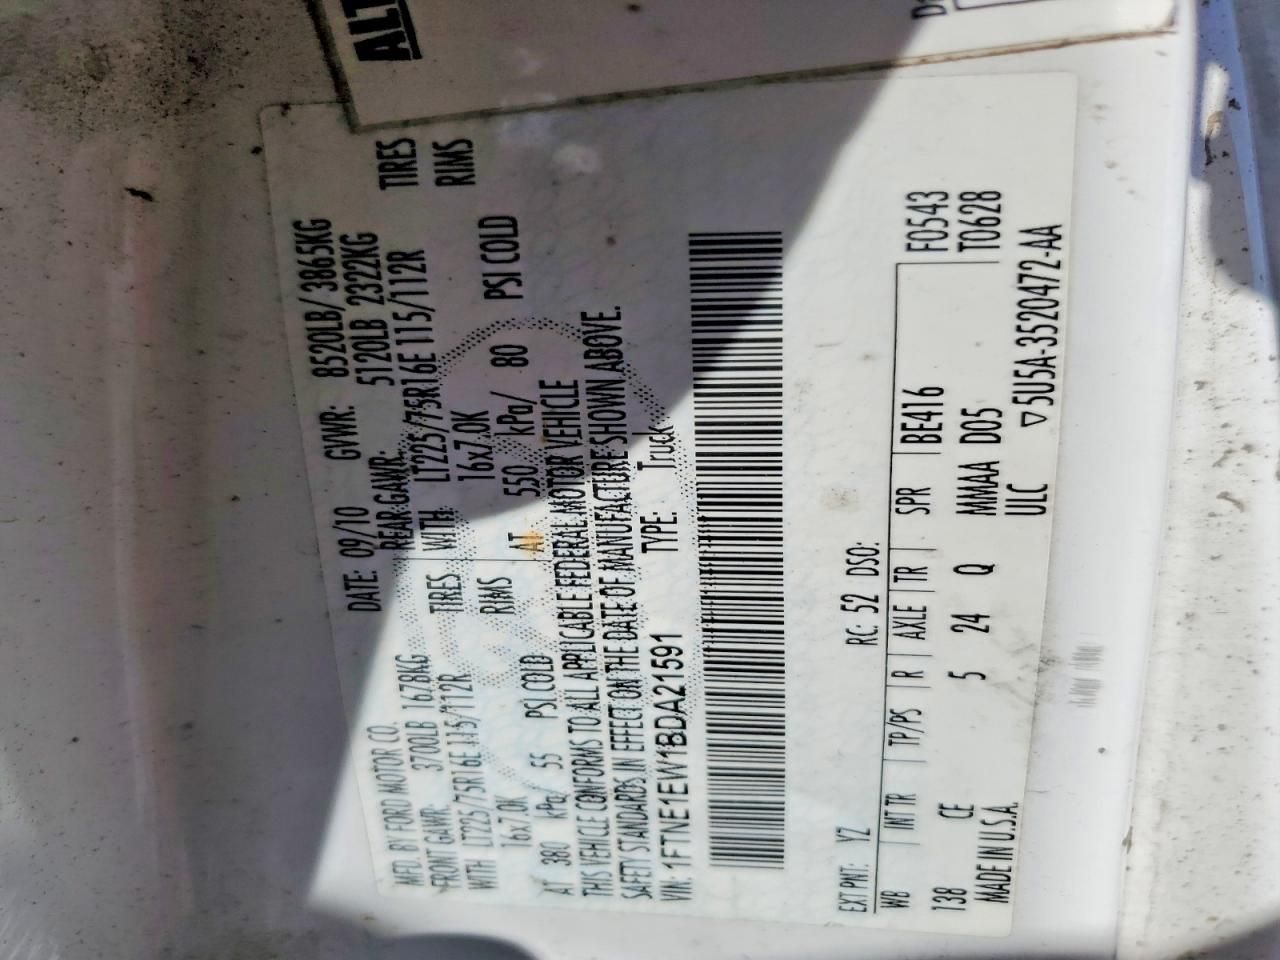 ALT
MFD. BY FORD MOTOR CO.
DATE: 09/10 GVWR: 8520LB/ 3865KG
FRONT GAWR: 3700LB 1678KG
REAR GAWR: 5120LB 2322KG
WITH LT225/75R16E 115/112R TIRES
WITH LT225/75R16E 115/112R TIRES
16x7.0K RIMS
16x7.0K RIMS
AT 380 kPa/ 55 PSI COLD
AT 550 kPa/ 80 PSI COLD
THIS VEHICLE CONFORMS TO ALL APPLICABLE FEDERAL MOTOR VEHICLE
SAFETY STANDARDS IN EFFECT ON THE DATE OF MANUFACTURE SHOWN ABOVE.
VIN: 1FTNE1EW1BDA21591 TYPE: Truck
EXT PNT: YZ RC: 52 DSO:
WB INT TR TP/PS R AXLE TR SPR BE416 F0543
138 CE 5 24 Q MMAA D05 T0628
MADE IN U.S.A. ULC ▽5U5A-3520472-AA